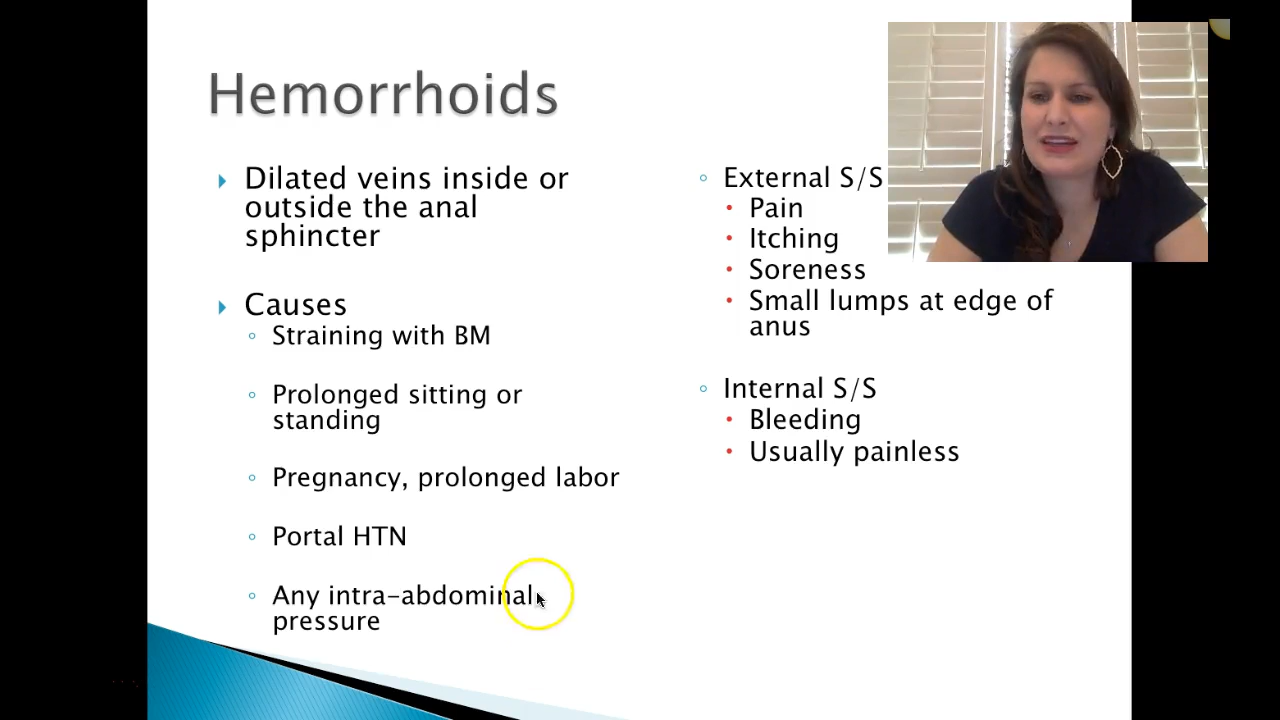 Hemorrhoids
Dilated veins inside or
outside the anal
sphincter
Causes
Straining with BM
Prolonged sitting or
standing
Pregnancy, prolonged labor
Portal HTN
Any intra-abdominal
pressure
External S/S
Pain
Itching
Soreness
Small lumps at edge of
anus
Internal S/S
Bleeding
Usually painless